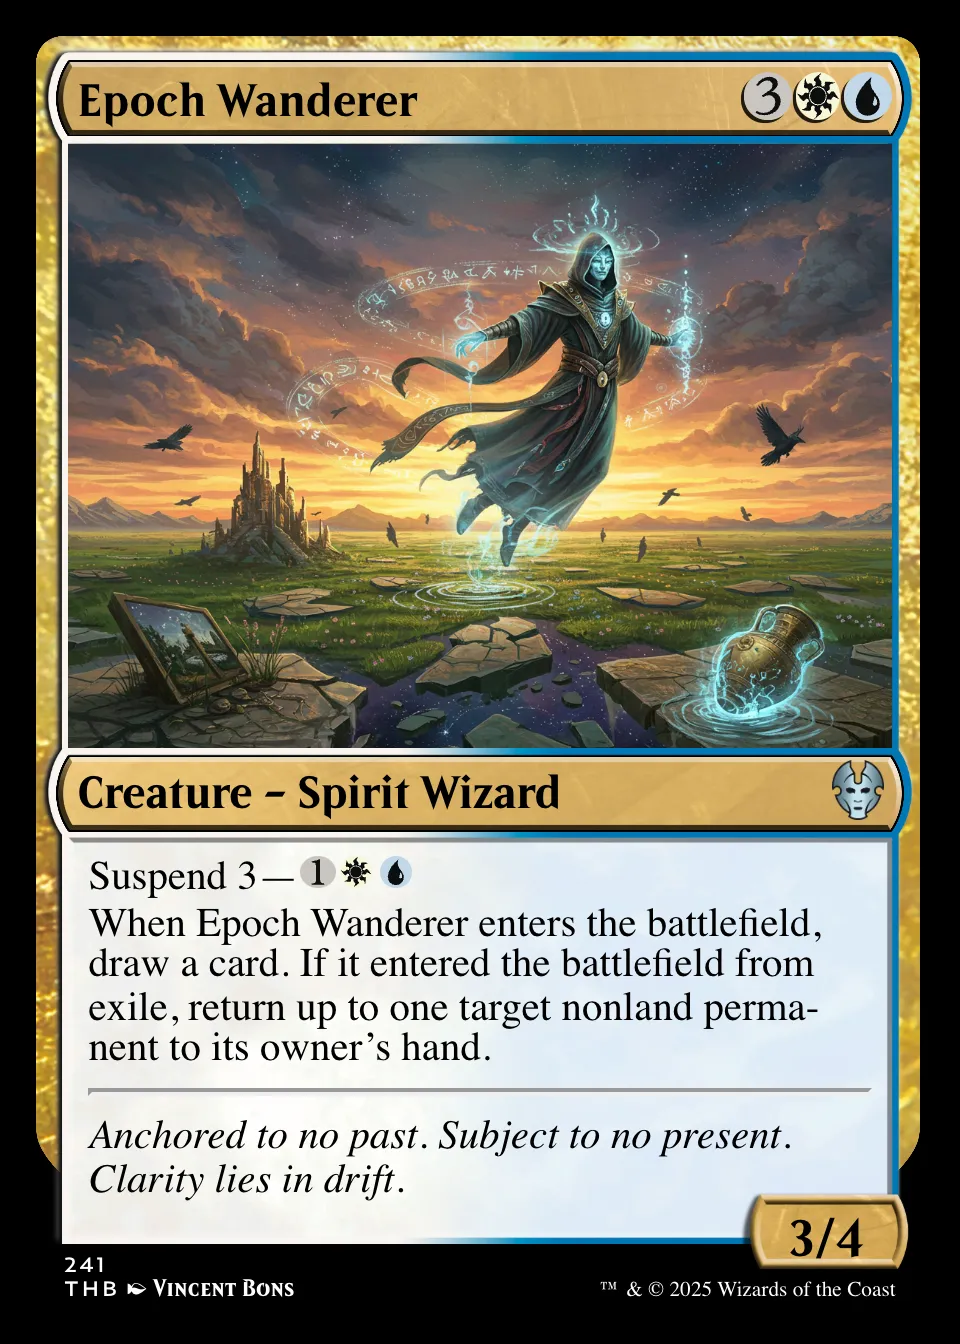 Epoch Wanderer 3
Creature – Spirit Wizard
Suspend 3—1
When Epoch Wanderer enters the battlefield,
draw a card. If it entered the battlefield from
exile, return up to one target nonland perma-
nent to its owner's hand.
Anchored to no past. Subject to no present.
Clarity lies in drift.
3/4
241
THB Vincent Bons
™ & © 2025 Wizards of the Coast